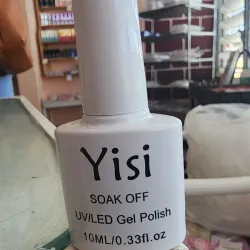 Yisi
SOAK OFF
UV/LED Gel Polish
10ML/0.33fl.oz